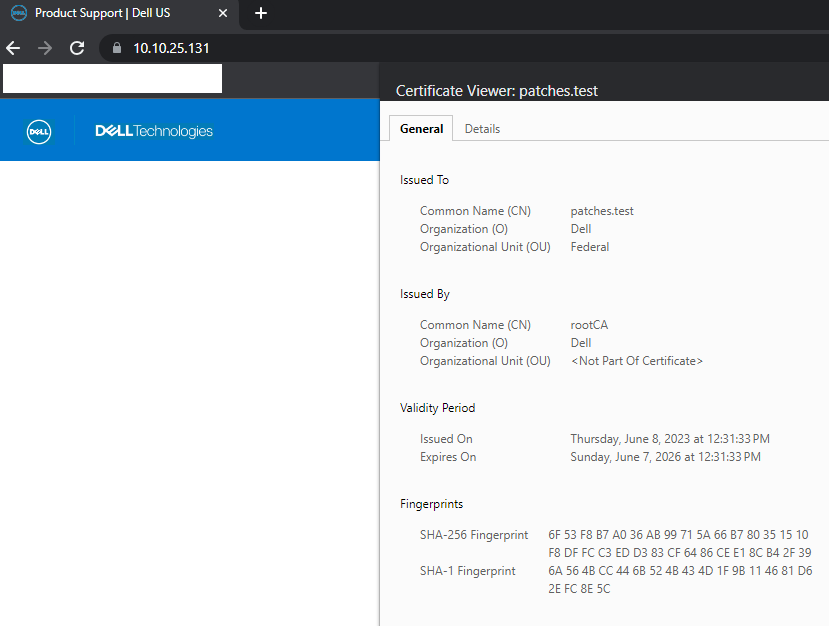 Product Support | Dell US
10.10.25.131
Certificate Viewer: patches.test
DELL
DELLTechnologies
General Details
Issued To
Common Name (CN) patches.test
Organization (O) Dell
Organizational Unit (OU) Federal
Issued By
Common Name (CN) rootCA
Organization (O) Dell
Organizational Unit (OU) <Not Part Of Certificate>
Validity Period
Issued On Thursday, June 8, 2023 at 12:31:33 PM
Expires On Sunday, June 7, 2026 at 12:31:33 PM
Fingerprints
SHA-256 Fingerprint 6F 53 F8 B7 A0 36 AB 99 71 5A 66 B7 80 35 15 10
F8 DF FC C3 ED D3 83 CF 64 86 CE E1 8C B4 2F 39
SHA-1 Fingerprint 6A 56 4B CC 44 6B 52 4B 43 4D 1F 9B 11 46 81 D6
2E FC 8E 5C